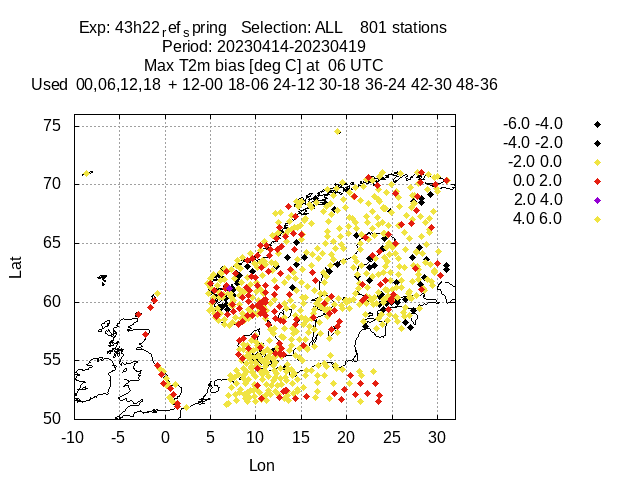 Exp: 43h22refspring   Selection: ALL    801 stations
Period: 20230414-20230419
Max T2m bias [deg C] at  06 UTC
Used  00,06,12,18  + 12-00 18-06 24-12 30-18 36-24 42-30 48-36
-6.0 -4.0
-4.0 -2.0
-2.0 0.0
0.0 2.0
2.0 4.0
4.0 6.0
75
70
65
60
55
50
Lat
-10 -5 0 5 10 15 20 25 30
Lon